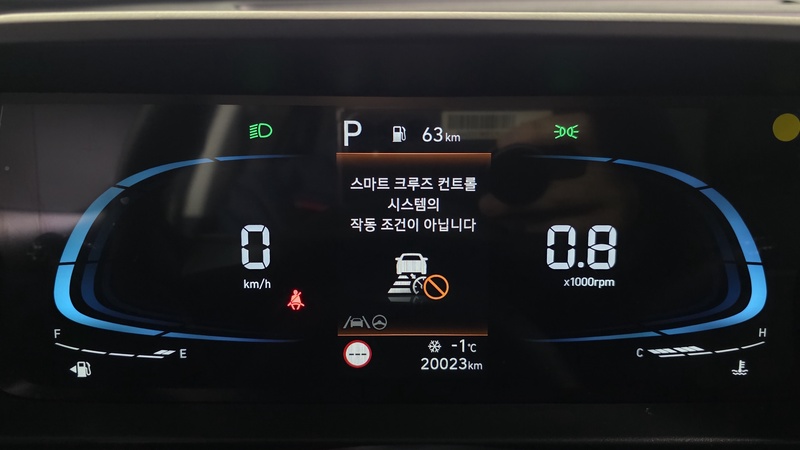 P 63km
스마트 크루즈 컨트롤
시스템의
작동 조건이 아닙니다
0
km/h
0.8
x1000rpm
F
E
---
-1℃
20023km
C
H